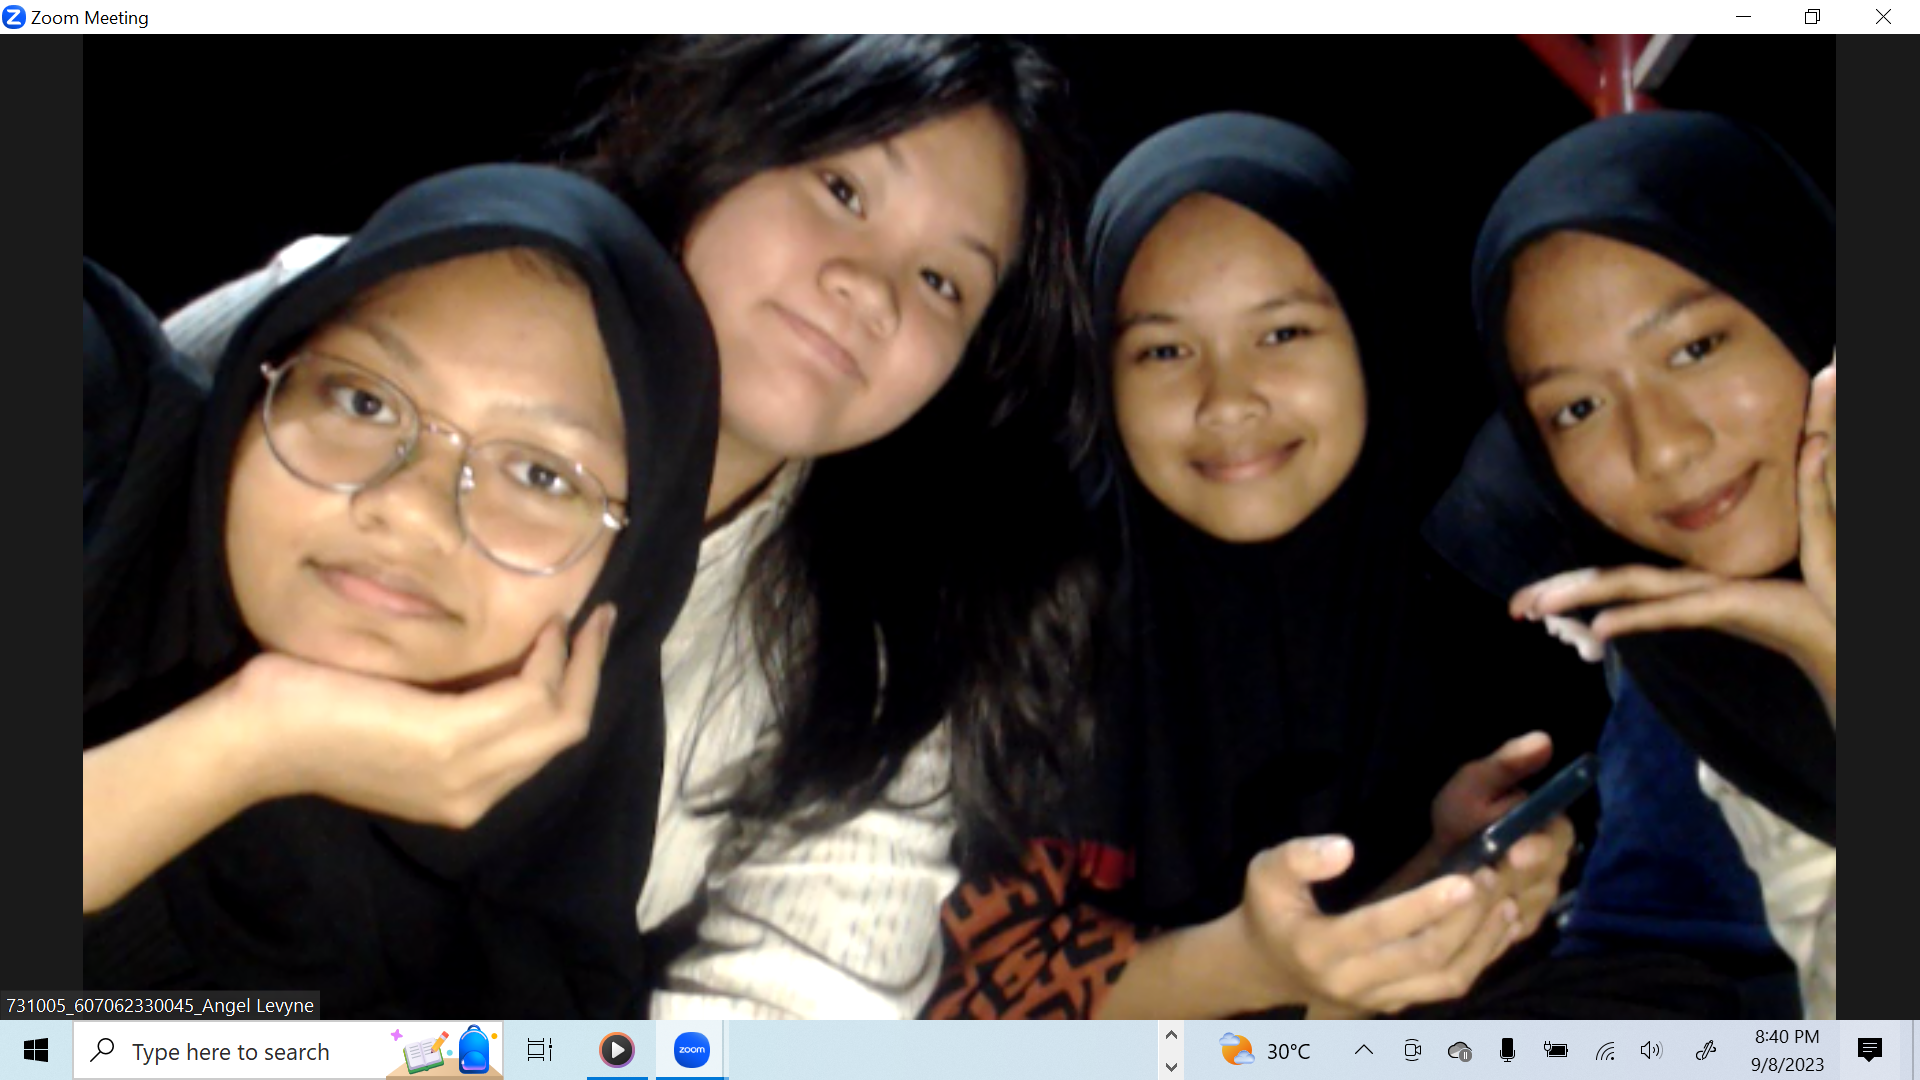 Zoom Meeting
731005_607062330045_Angel Levyne
Type here to search
zoom
30°C
8:40 PM
9/8/2023